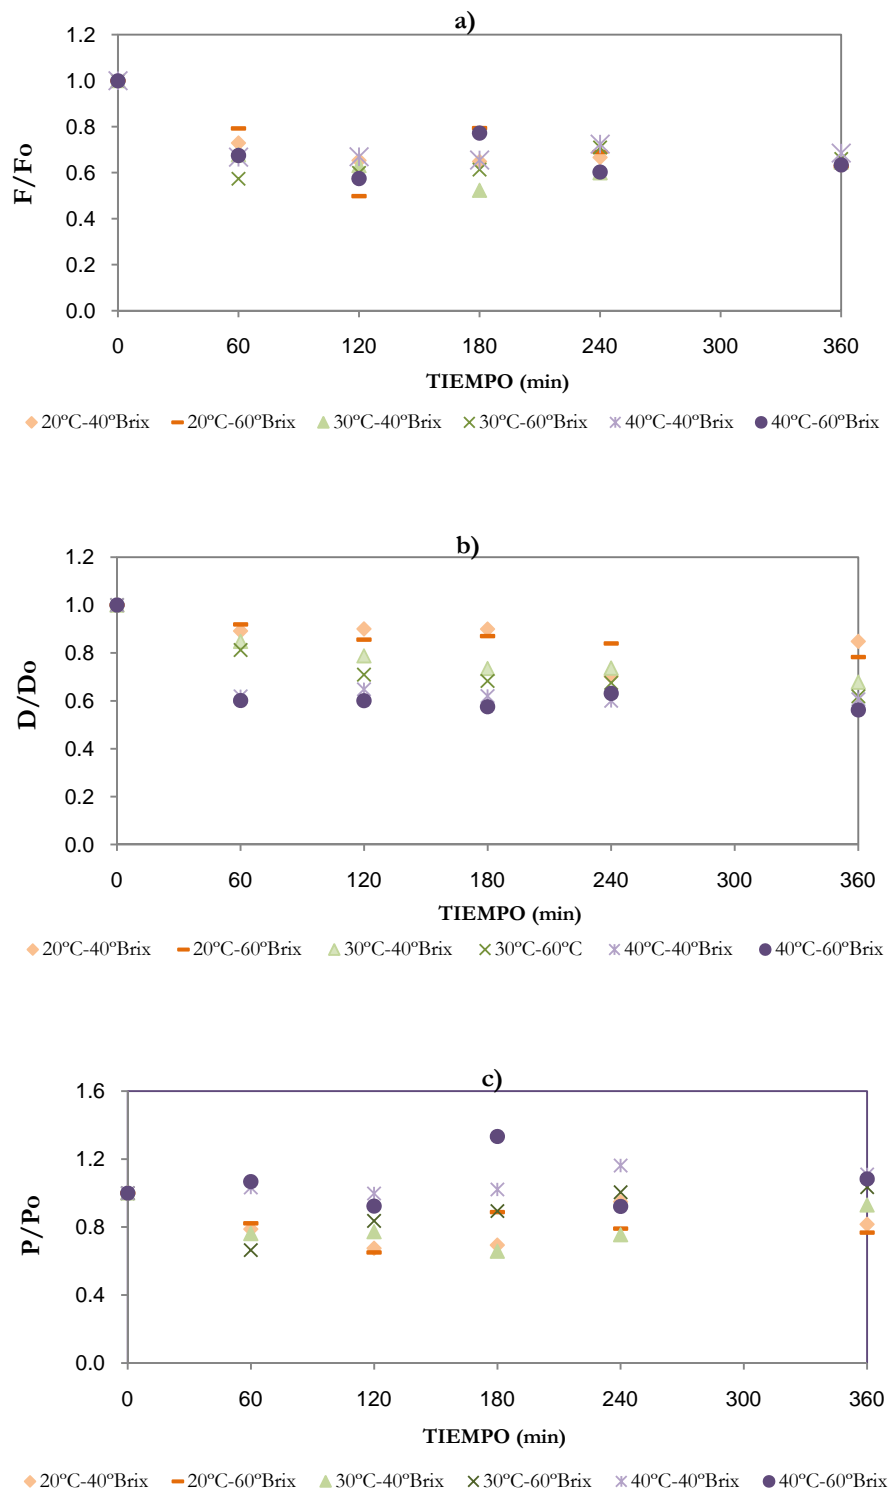 a)
1.2
1.0
0.8
0.6
0.4
0.2
0.0
F/Fo
0 60 120 180 240 300 360
TIEMPO (min)
20ºC-40ºBrix 20ºC-60ºBrix 30ºC-40ºBrix 30ºC-60ºBrix 40ºC-40ºBrix 40ºC-60ºBrix
b)
1.2
1.0
0.8
0.6
0.4
0.2
0.0
D/Do
0 60 120 180 240 300 360
TIEMPO (min)
20ºC-40ºBrix 20ºC-60ºBrix 30ºC-40ºBrix 30ºC-60ºC 40ºC-40ºBrix 40ºC-60ºBrix
c)
1.6
1.2
0.8
0.4
0.0
P/Po
0 60 120 180 240 300 360
TIEMPO (min)
20ºC-40ºBrix 20ºC-60ºBrix 30ºC-40ºBrix 30ºC-60ºBrix 40ºC-40ºBrix 40ºC-60ºBrix